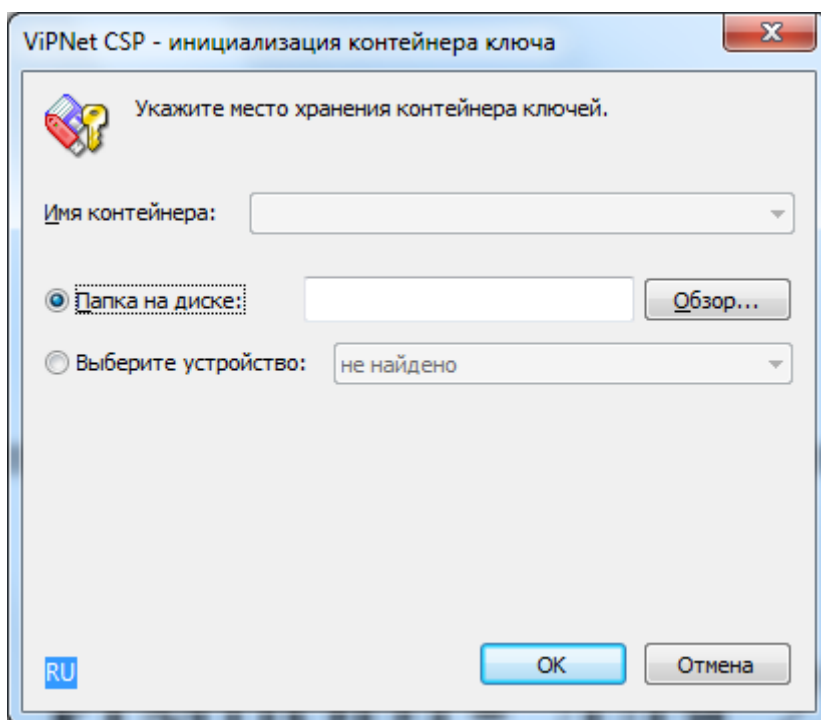 ViPNet CSP - инициализация контейнера ключа
Укажите место хранения контейнера ключей.
Имя контейнера:
Папка на диске:
Обзор...
Выберите устройство: не найдено
RU
OK
Отмена